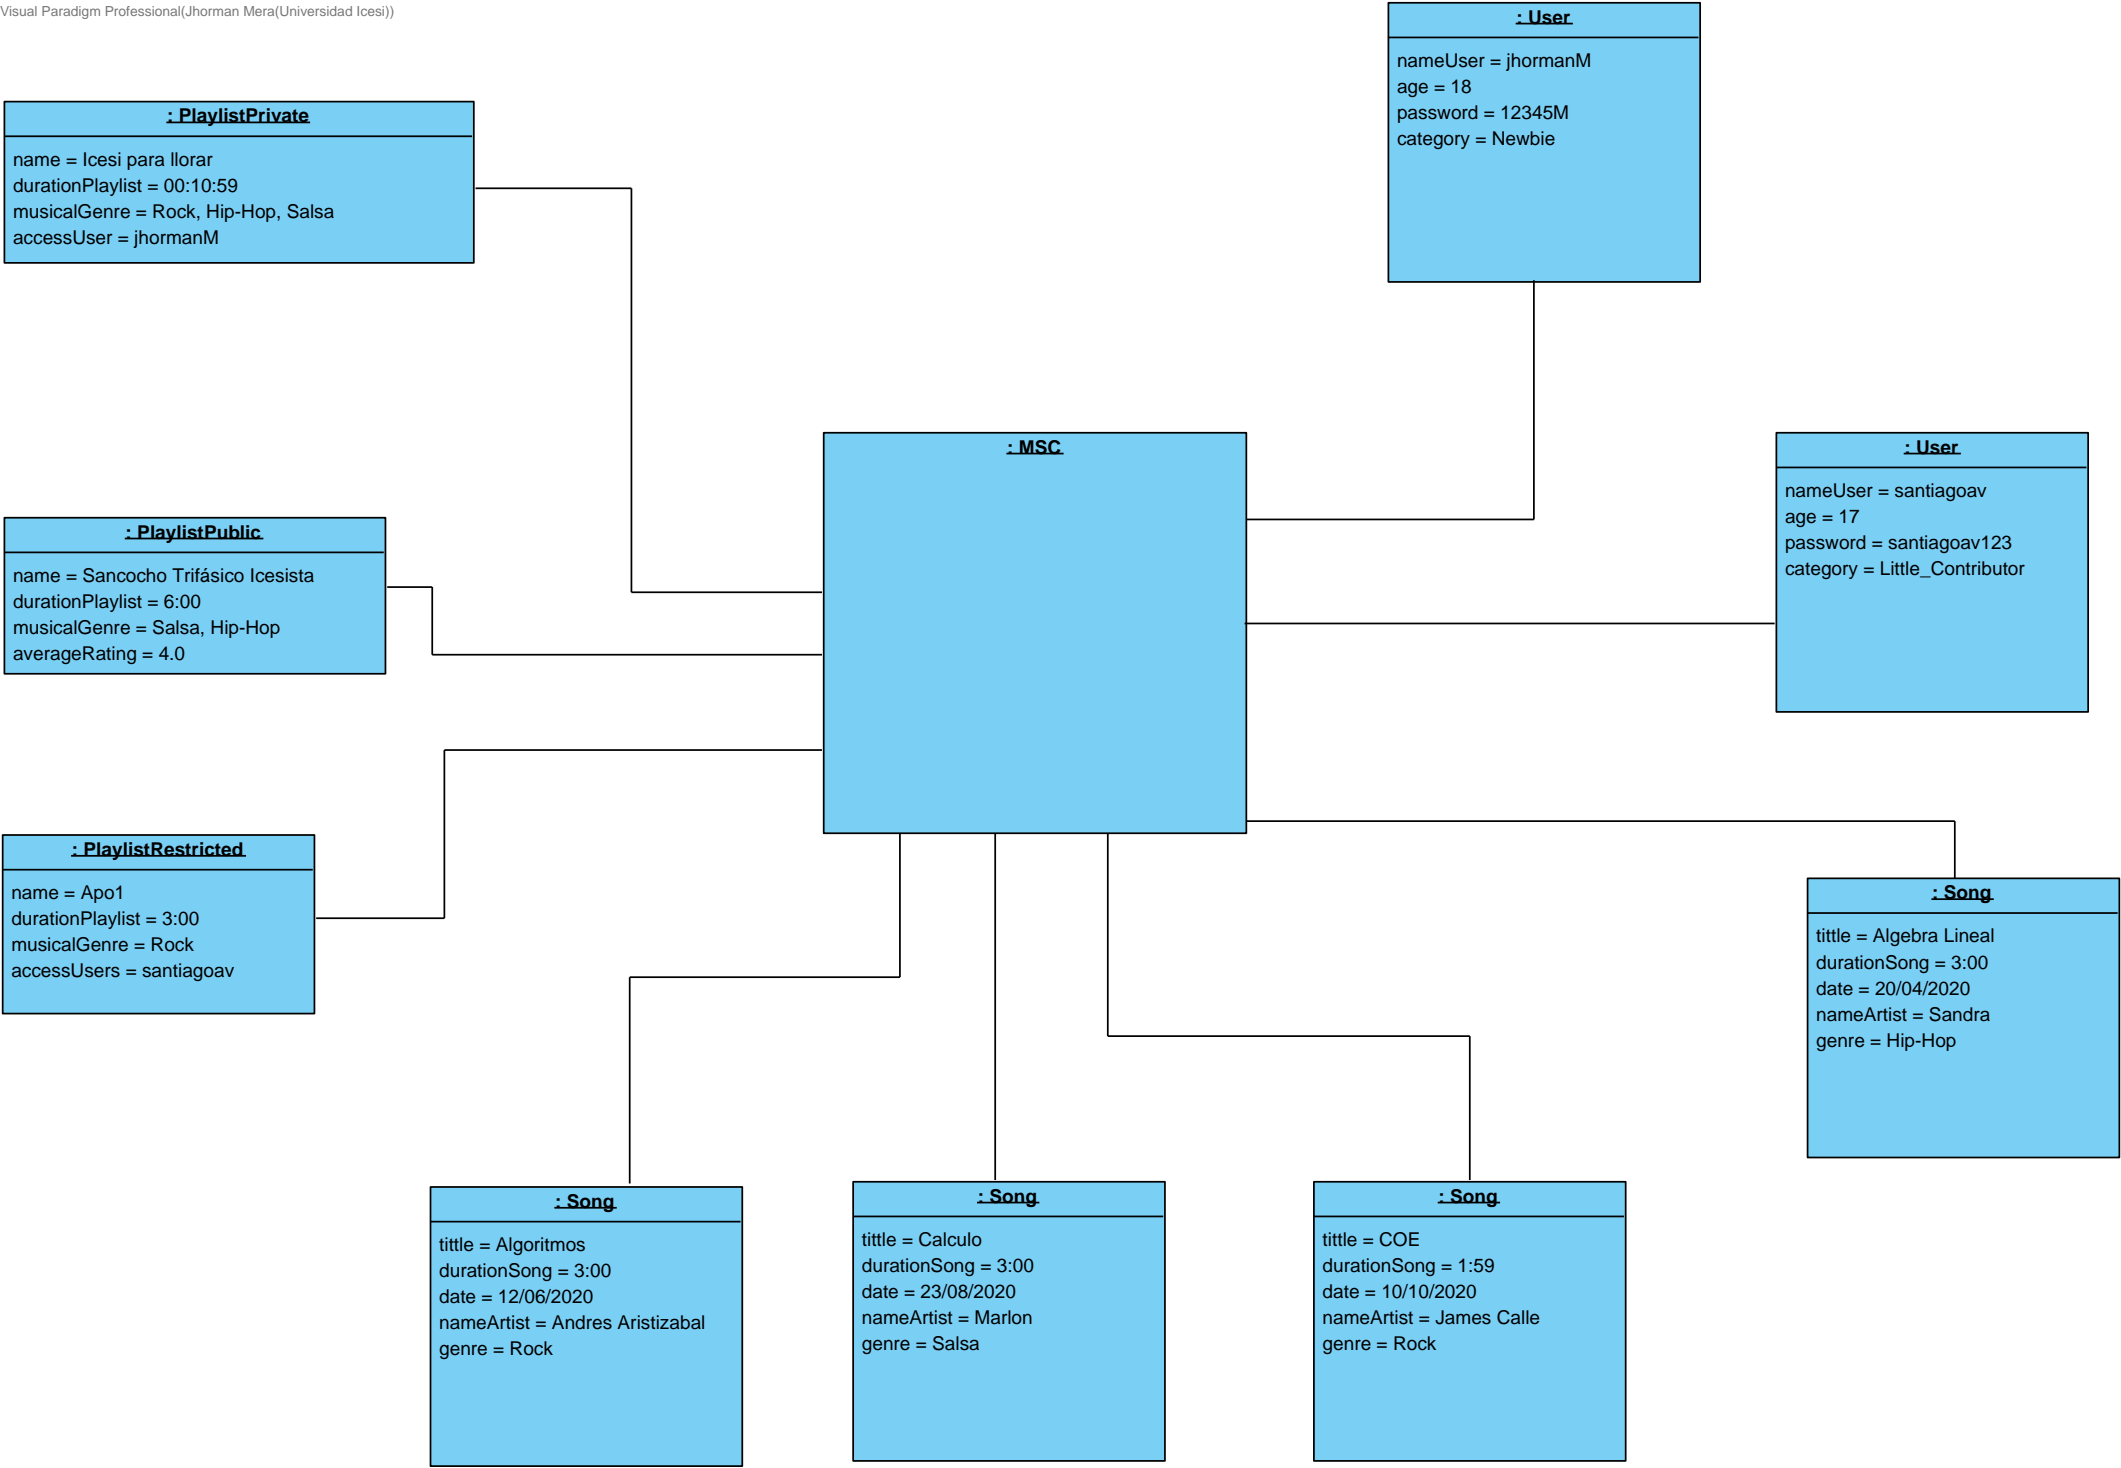 Visual Paradigm Professional(Jhorman Mera(Universidad Icesi))
: User
nameUser = jhormanM
age = 18
password = 12345M
category = Newbie
: PlaylistPrivate
name = Icesi para llorar
durationPlaylist = 00:10:59
musicalGenre = Rock, Hip-Hop, Salsa
accessUser = jhormanM
: MSC
: User
nameUser = santiagoav
age = 17
password = santiagoav123
category = Little_Contributor
: PlaylistPublic
name = Sancocho Trifásico Icesista
durationPlaylist = 6:00
musicalGenre = Salsa, Hip-Hop
averageRating = 4.0
: PlaylistRestricted
name = Apo1
durationPlaylist = 3:00
musicalGenre = Rock
accessUsers = santiagoav
: Song
tittle = Algebra Lineal
durationSong = 3:00
date = 20/04/2020
nameArtist = Sandra
genre = Hip-Hop
: Song
tittle = Algoritmos
durationSong = 3:00
date = 12/06/2020
nameArtist = Andres Aristizabal
genre = Rock
: Song
tittle = Calculo
durationSong = 3:00
date = 23/08/2020
nameArtist = Marlon
genre = Salsa
: Song
tittle = COE
durationSong = 1:59
date = 10/10/2020
nameArtist = James Calle
genre = Rock